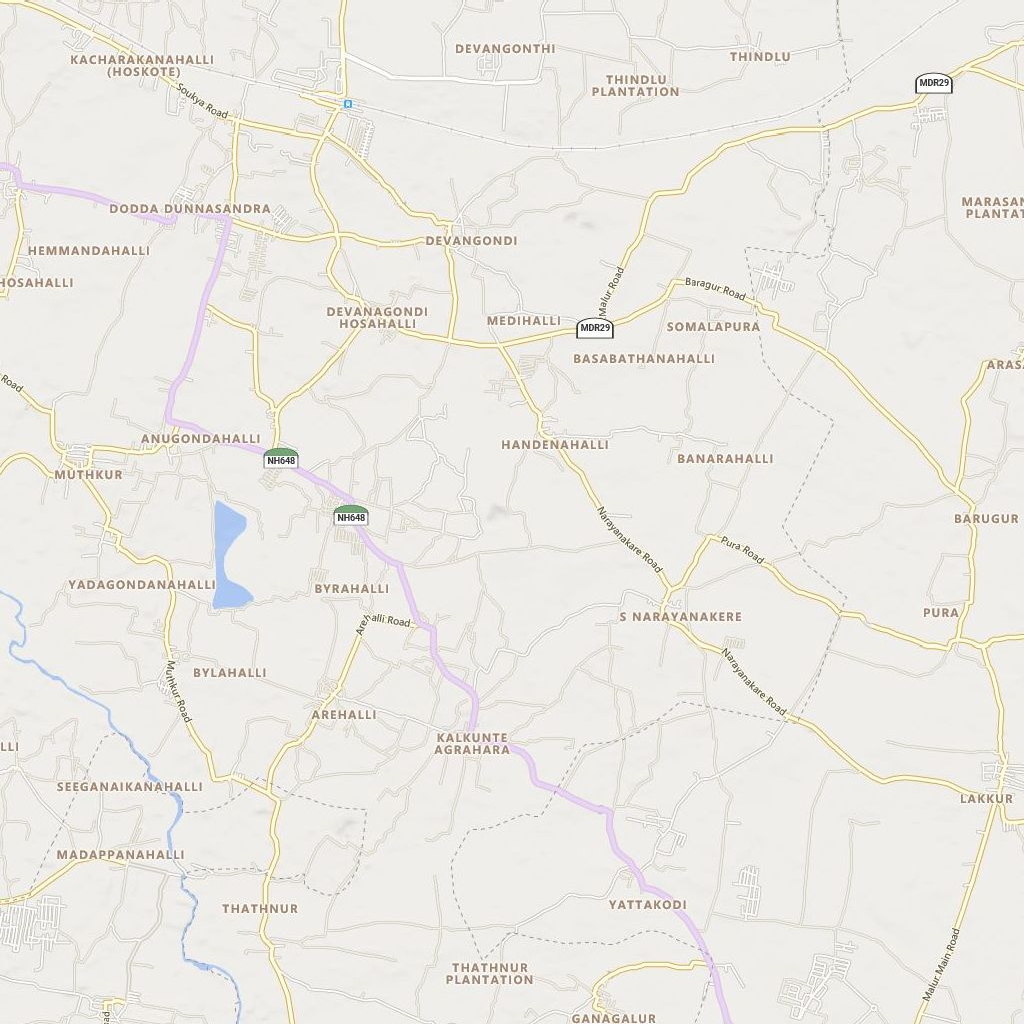 DEVANGONTHI
THINDLU
KACHARAKANAHALLI
(HOSKOTE)
THINDLU
PLANTATION
MDR29
Soukya Road
DODDA DUNNASANDRA
MARASAN
PLANTAT
HEMMANDAHALLI
DEVANGONDI
HOSAHALLI
Malur Road
Baragur Road
DEVANAGONDI
HOSAHALLI
MEDIHALLI
MDR29
SOMALAPURA
BASABATHANAHALLI
ARASA
Road
ANUGONDAHALLI
HANDENAHALLI
NH648
BANARAHALLI
MUTHKUR
NH648
BARUGUR
Narayanakare Road
Pura Road
YADAGONDANAHALLI
BYRAHALLI
Arehalli Road
S NARAYANAKERE
PURA
BYLAHALLI
Muthkur Road
Narayanakare Road
AREHALLI
KALKUNTE
AGRAHARA
LLI
SEEGANAIKANAHALLI
LAKKUR
MADAPPANAHALLI
THATHNUR
YATTAKODI
THATHNUR
PLANTATION
Malur Main Road
GANAGALUR
oad